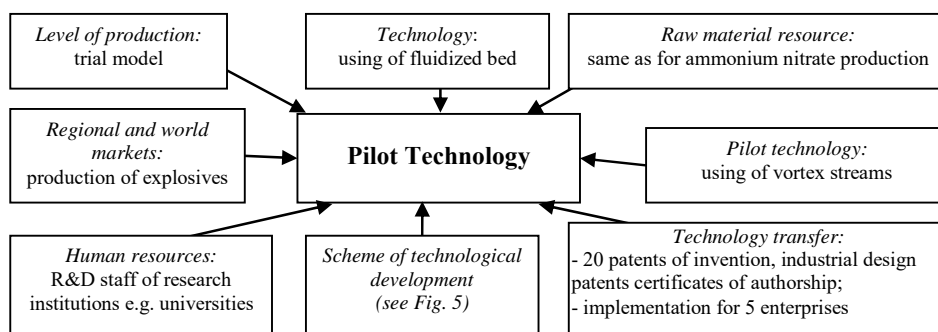 Level of production:
trial model
Technology:
using of fluidized bed
Raw material resource:
same as for ammonium nitrate production
Regional and world
markets:
production of explosives
Pilot Technology
Pilot technology:
using of vortex streams
Human resources:
R&D staff of research
institutions e.g. universities
Scheme of technological
development
(see Fig. 5)
Technology transfer:
- 20 patents of invention, industrial design
patents certificates of authorship;
- implementation for 5 enterprises